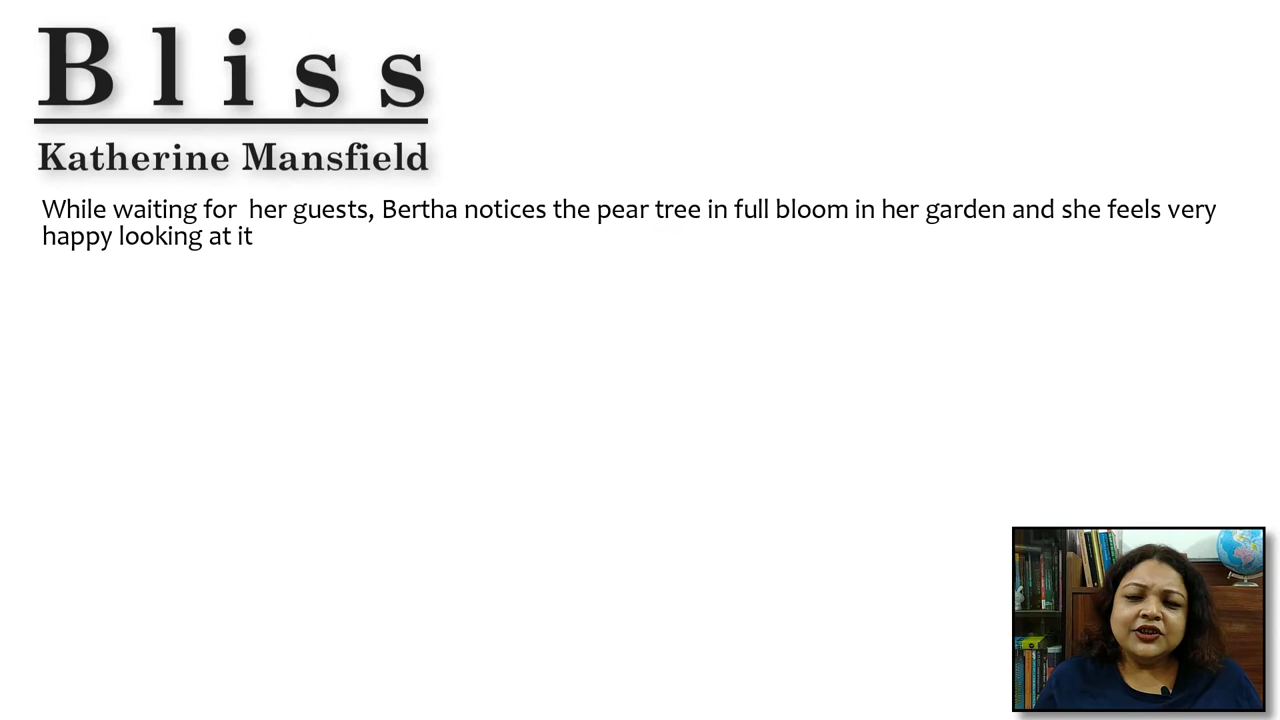 Bliss
Katherine Mansfield
While waiting for  her guests, Bertha notices the pear tree in full bloom in her garden and she feels very
happy looking at it